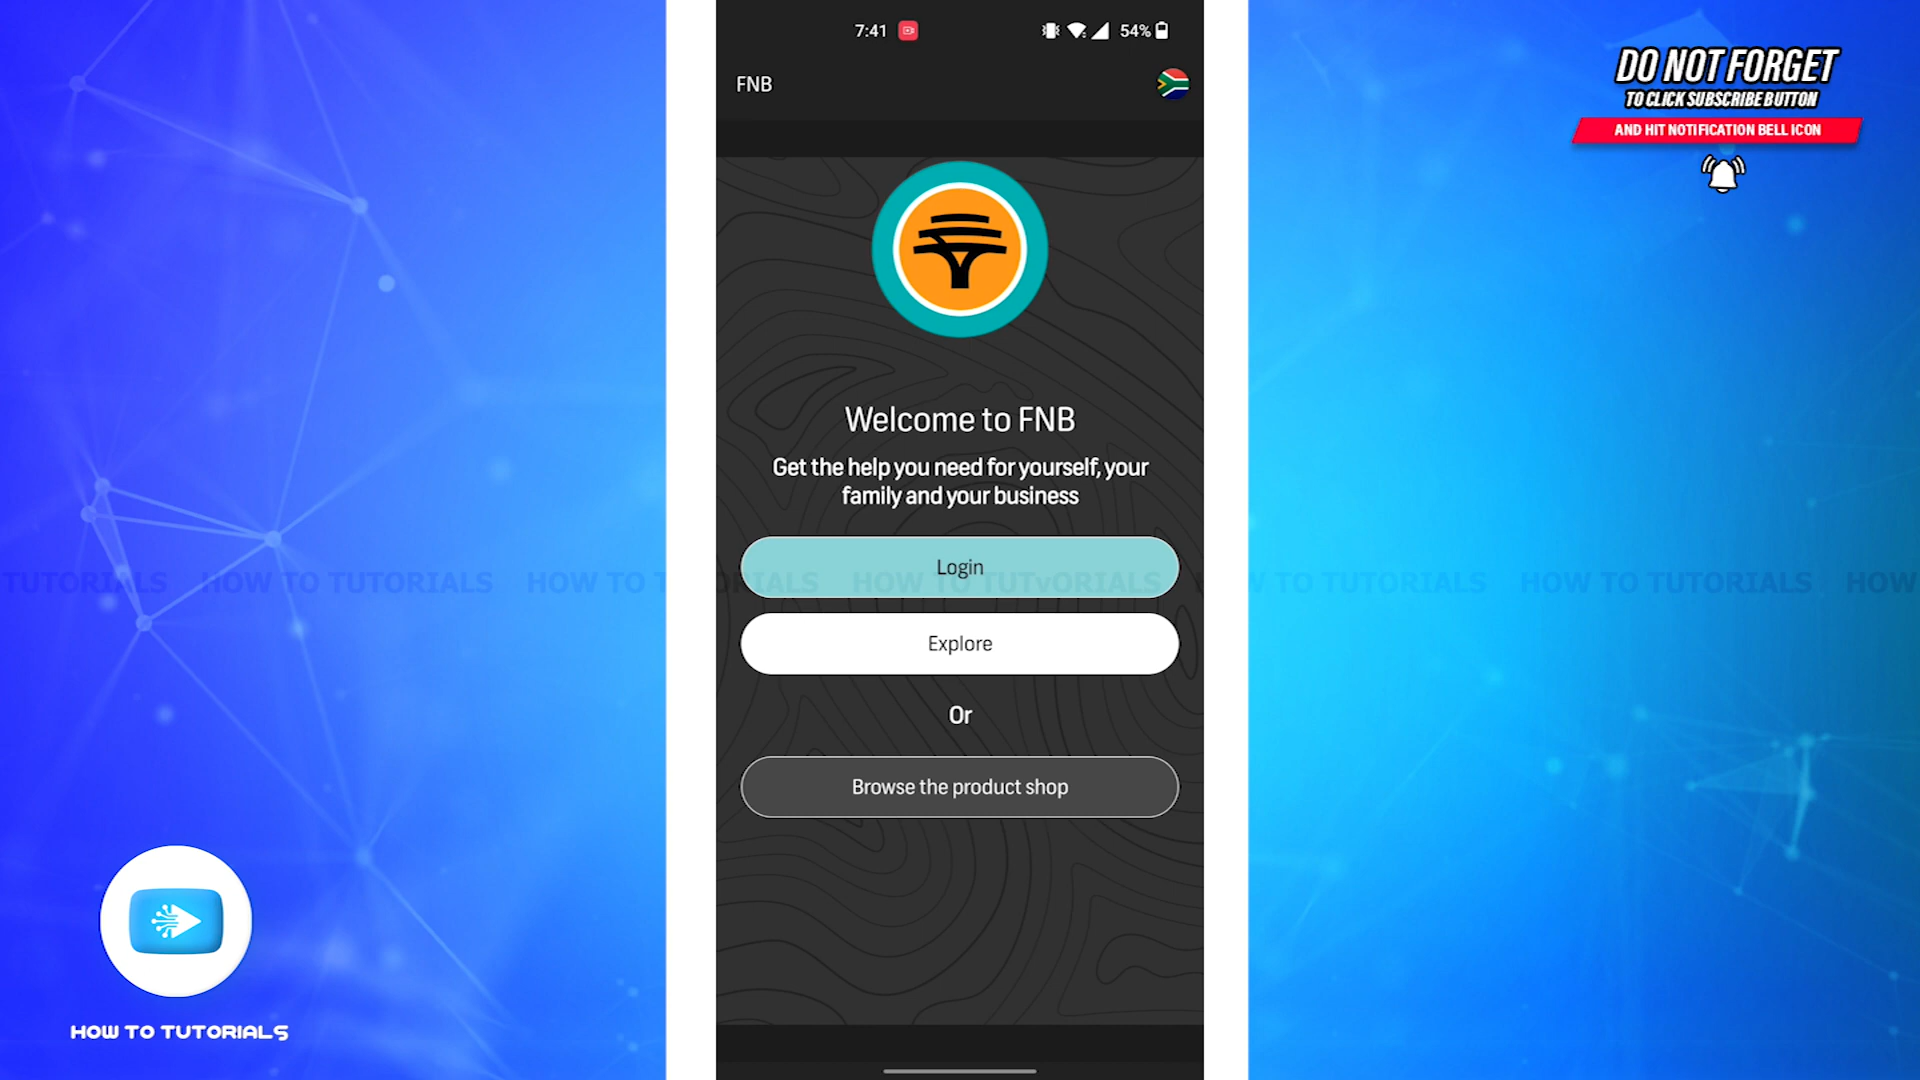 7:41
54%
FNB
DO NOT FORGET
TO CLICK SUBSCRIBE BUTTON
AND HIT NOTIFICATION BELL ICON
Welcome to FNB
Get the help you need for yourself, your
family and your business
Login
TUTORIALS HOW TO TUTORIALS HOW TO TUTORIALS HOW TO TUTvORIALS HOW TO TUTORIALS HOW TO TUTORIALS HOW
Explore
Or
Browse the product shop
HOW TO TUTORIALS